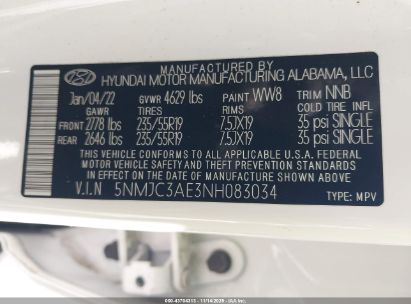 MANUFACTURED BY
HYUNDAI MOTOR MANUFACTURING ALABAMA, LLC
Jan/04/22 GVWR 4629 lbs PAINT WW8 TRIM NNB
GAWR TIRES RIMS COLD TIRE INFL
FRONT 2778 lbs 235/55R19 7.5JX19 35 psi SINGLE
REAR 2646 lbs 235/55R19 7.5JX19 35 psi SINGLE
THIS VEHICLE CONFORMS TO ALL APPLICABLE U.S.A. FEDERAL
MOTOR VEHICLE SAFETY, BUMPER, AND THEFT PREVENTION STANDARDS
IN EFFECT ON THE DATE OF MANUFACTURE SHOWN ABOVE.
V.I.N 5NMJC3AE3NH083034 TYPE: MPV